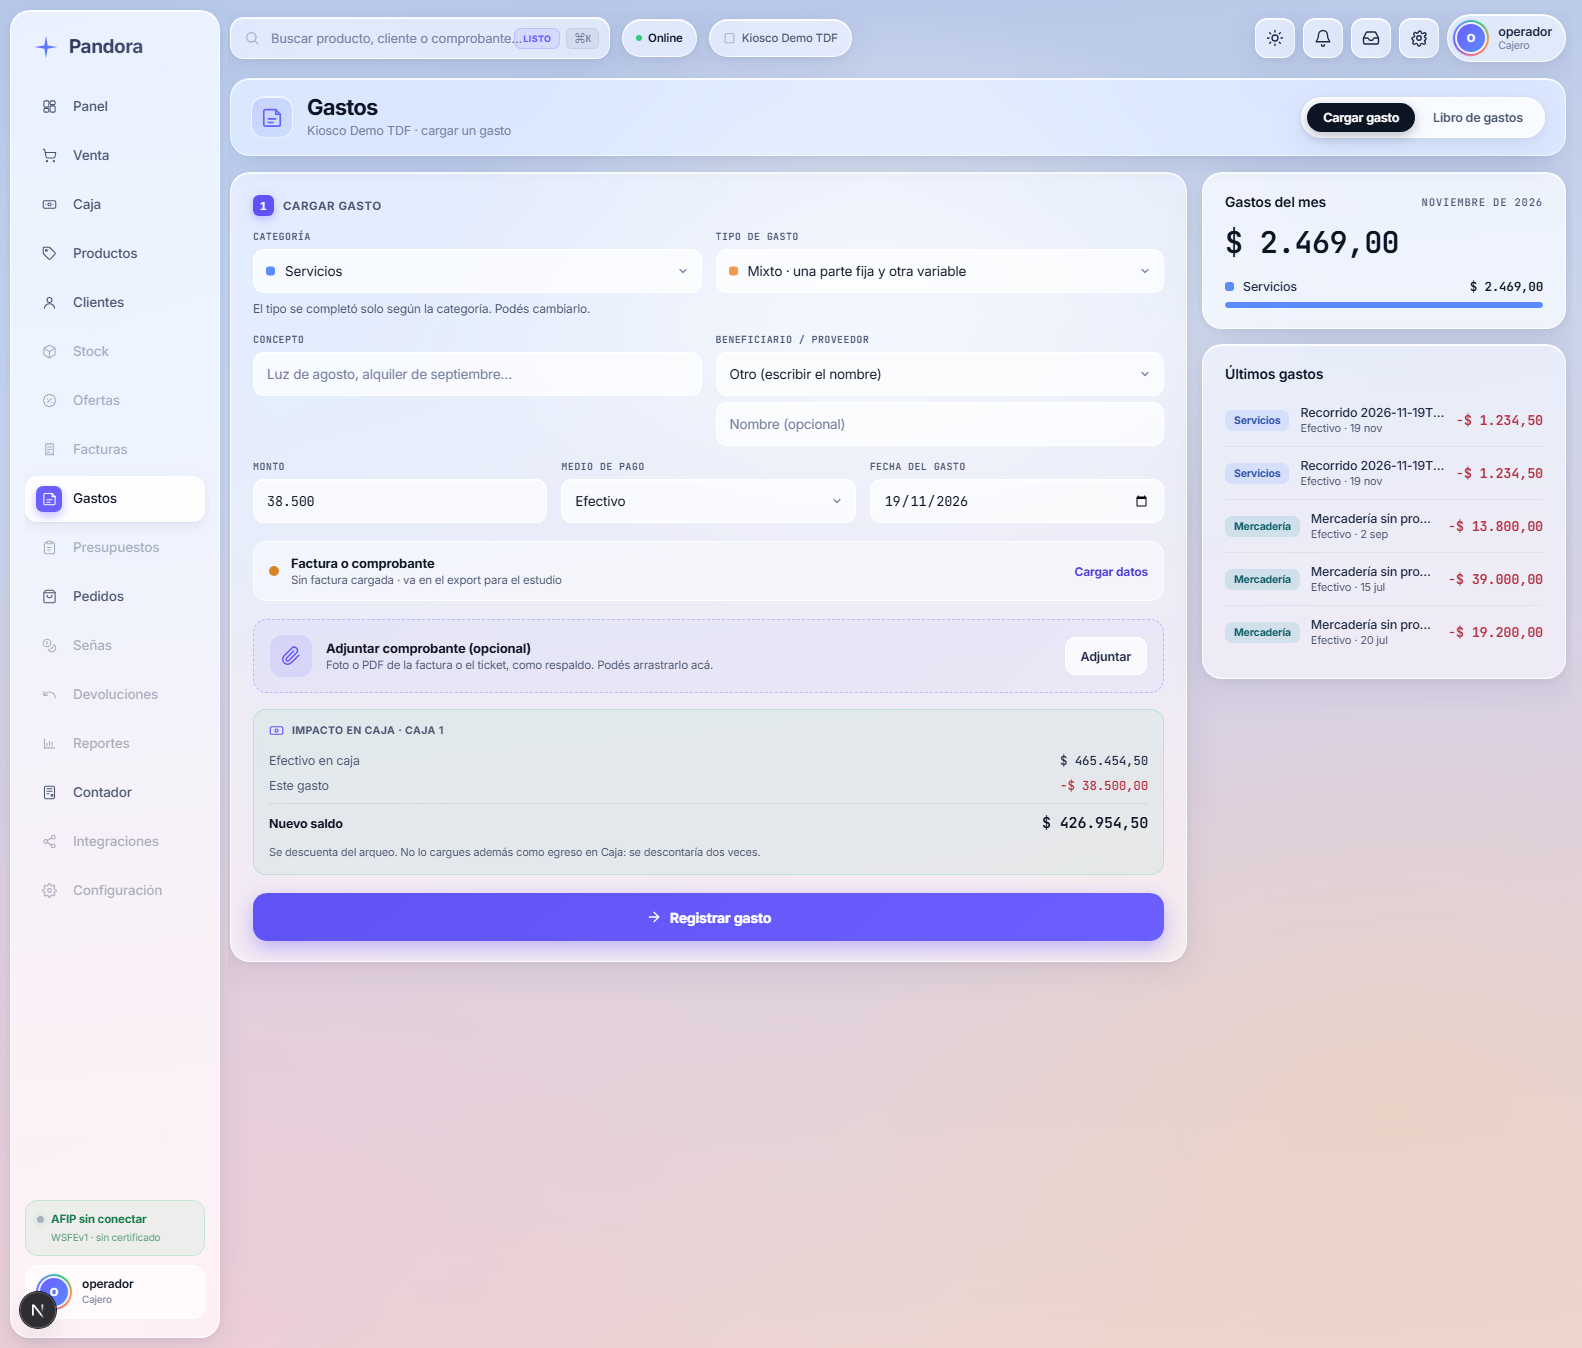 Pandora
Panel
Venta
Caja
Productos
Clientes
Stock
Ofertas
Facturas
Gastos
Presupuestos
Pedidos
Señas
Devoluciones
Reportes
Contador
Integraciones
Configuración
AFIP sin conectar
WSFEv1 · sin certificado
O
operador
Cajero
N
Buscar producto, cliente o comprobante... LISTO ⌘K
Online
Kiosco Demo TDF
O
operador
Cajero
Gastos
Kiosco Demo TDF · cargar un gasto
Cargar gasto
Libro de gastos
1 CARGAR GASTO
CATEGORÍA
Servicios
TIPO DE GASTO
Mixto · una parte fija y otra variable
El tipo se completó solo según la categoría. Podés cambiarlo.
CONCEPTO
Luz de agosto, alquiler de septiembre...
BENEFICIARIO / PROVEEDOR
Otro (escribir el nombre)
Nombre (opcional)
MONTO
38.500
MEDIO DE PAGO
Efectivo
FECHA DEL GASTO
19/11/2026
Factura o comprobante
Sin factura cargada · va en el export para el estudio
Cargar datos
Adjuntar comprobante (opcional)
Foto o PDF de la factura o el ticket, como respaldo. Podés arrastrarlo acá.
Adjuntar
IMPACTO EN CAJA · CAJA 1
Efectivo en caja $ 465.454,50
Este gasto -$ 38.500,00
Nuevo saldo $ 426.954,50
Se descuenta del arqueo. No lo cargues además como egreso en Caja: se descontaría dos veces.
→ Registrar gasto
Gastos del mes NOVIEMBRE DE 2026
$ 2.469,00
Servicios $ 2.469,00
Últimos gastos
Servicios Recorrido 2026-11-19T... -$ 1.234,50
Efectivo · 19 nov
Servicios Recorrido 2026-11-19T... -$ 1.234,50
Efectivo · 19 nov
Mercadería Mercadería sin pro... -$ 13.800,00
Efectivo · 2 sep
Mercadería Mercadería sin pro... -$ 39.000,00
Efectivo · 15 jul
Mercadería Mercadería sin pro... -$ 19.200,00
Efectivo · 20 jul